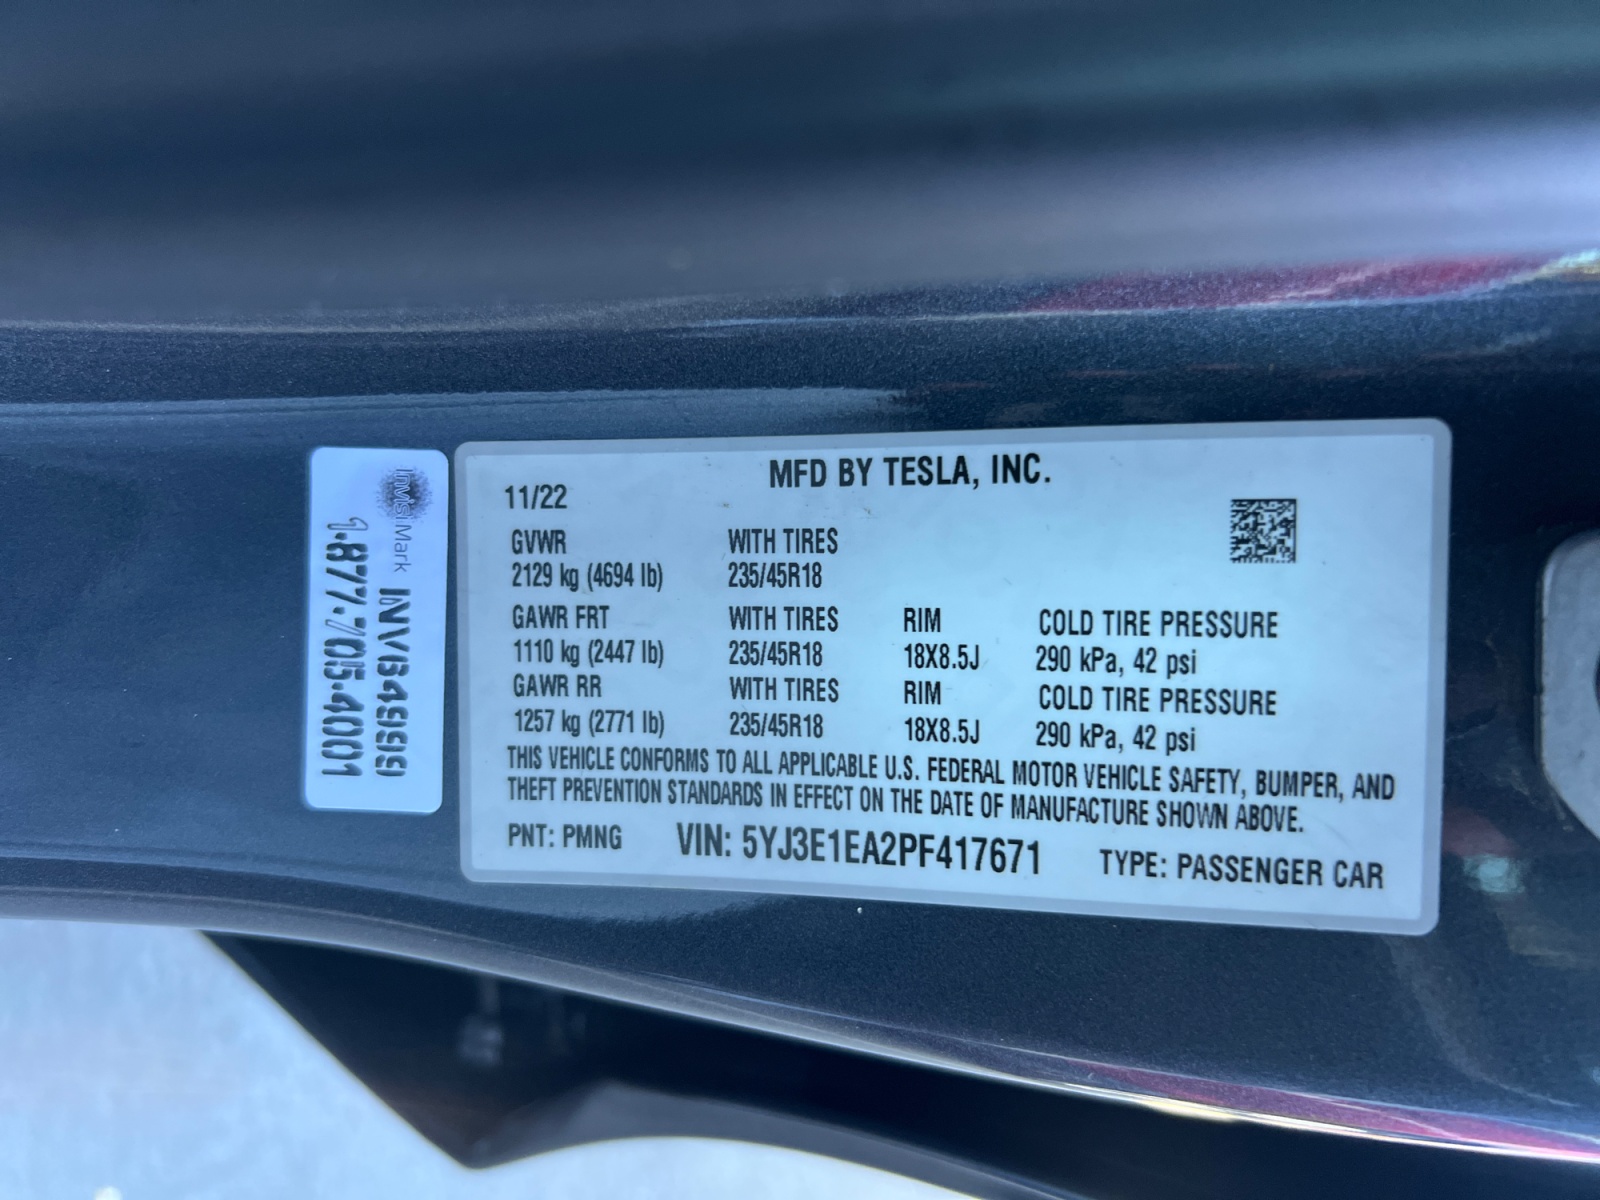 MFD BY TESLA, INC.
11/22
GVWR WITH TIRES
2129 kg (4694 lb) 235/45R18
GAWR FRT WITH TIRES RIM COLD TIRE PRESSURE
1110 kg (2447 lb) 235/45R18 18X8.5J 290 kPa, 42 psi
GAWR RR WITH TIRES RIM COLD TIRE PRESSURE
1257 kg (2771 lb) 235/45R18 18X8.5J 290 kPa, 42 psi
THIS VEHICLE CONFORMS TO ALL APPLICABLE U.S. FEDERAL MOTOR VEHICLE SAFETY, BUMPER, AND
THEFT PREVENTION STANDARDS IN EFFECT ON THE DATE OF MANUFACTURE SHOWN ABOVE.
PNT: PMNG VIN: 5YJ3E1EA2PF417671 TYPE: PASSENGER CAR
InVisiMark INV649999
1.877.705.4001